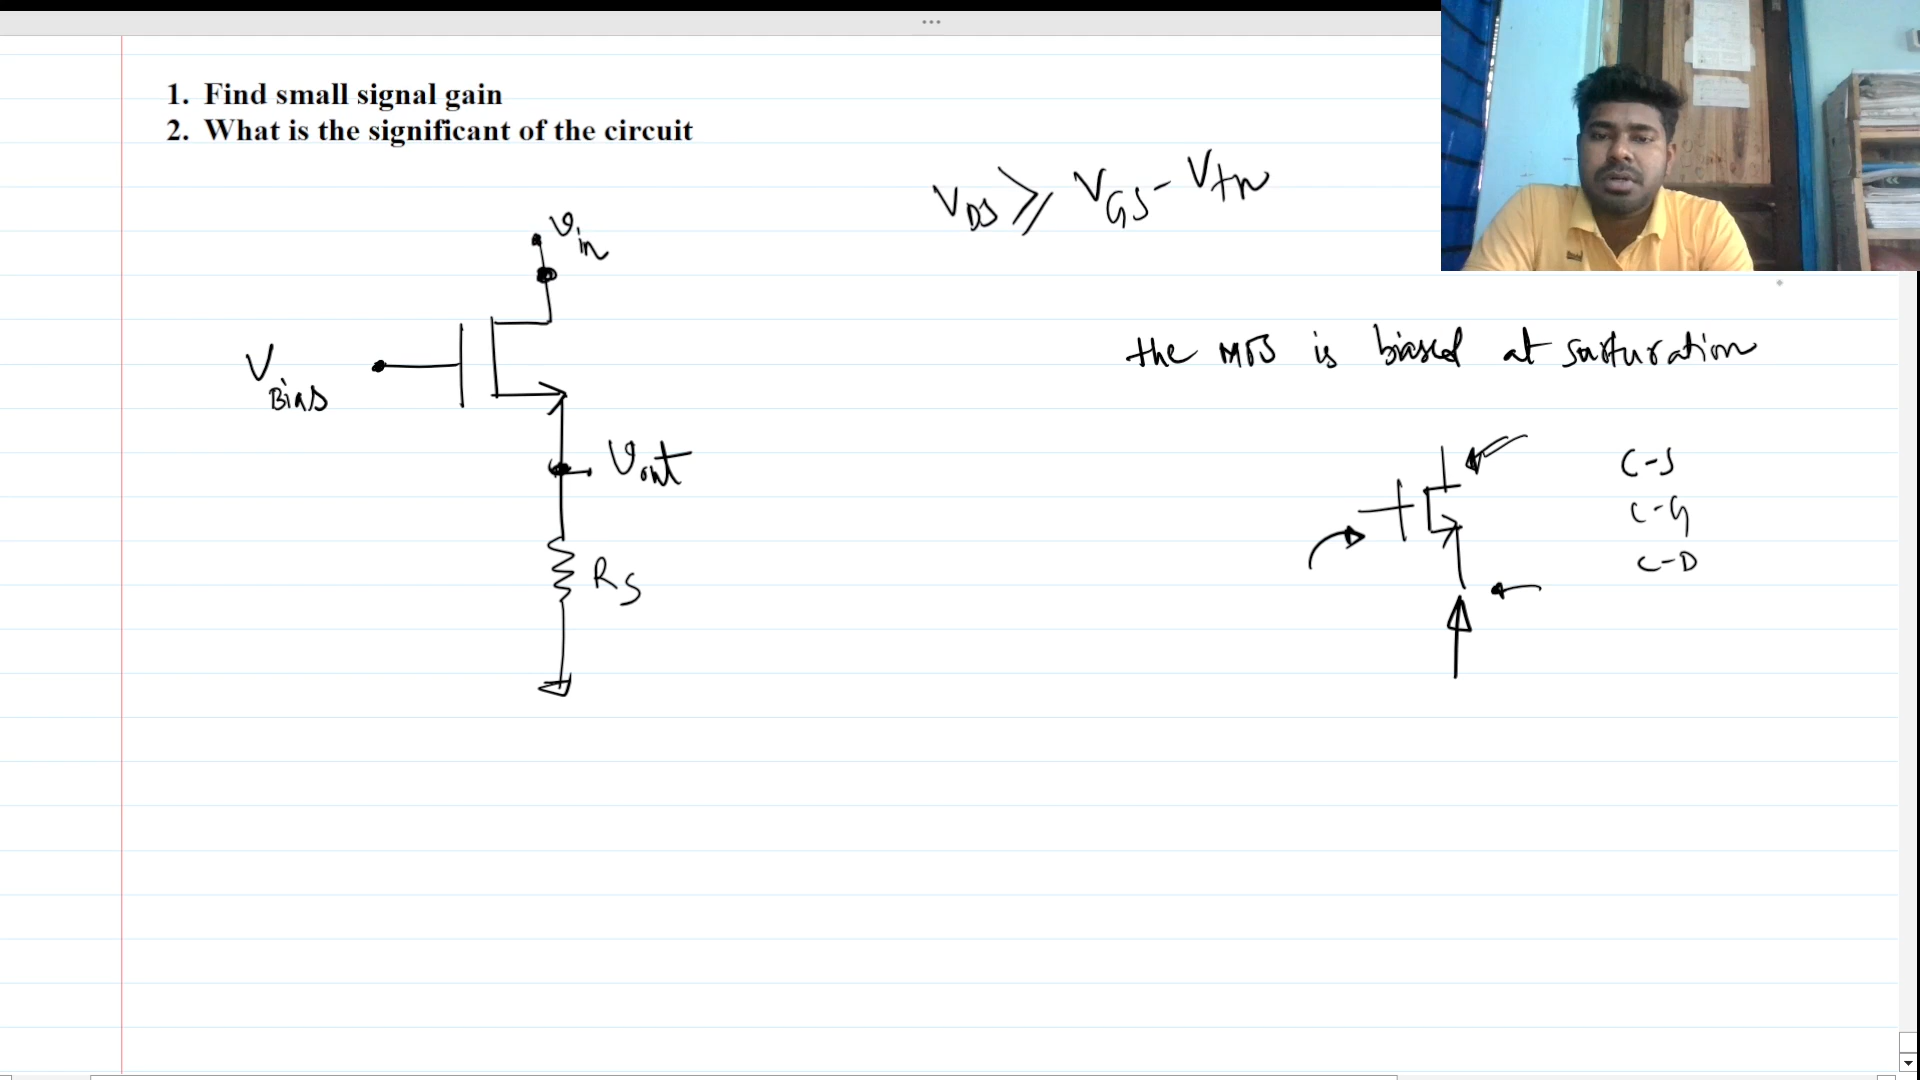 1. Find small signal gain
2. What is the significant of the circuit
VDS ⩾ VGS - Vtn
vin
VBias
the MOS is biased at saturation
vout
C-S
C-G
C-D
RS